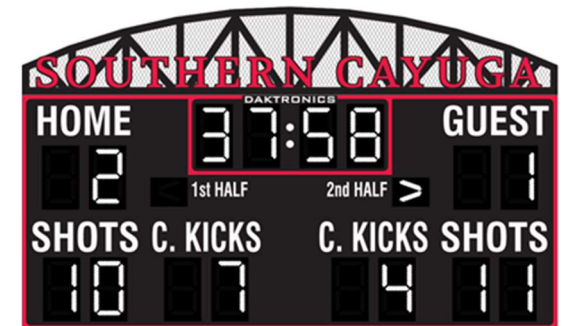 SOUTHERN CAYUGA
DAKTRONICS
HOME 37:58 GUEST
2 < 1st HALF 2nd HALF > 1
SHOTS C. KICKS C. KICKS SHOTS
10 7 4 11